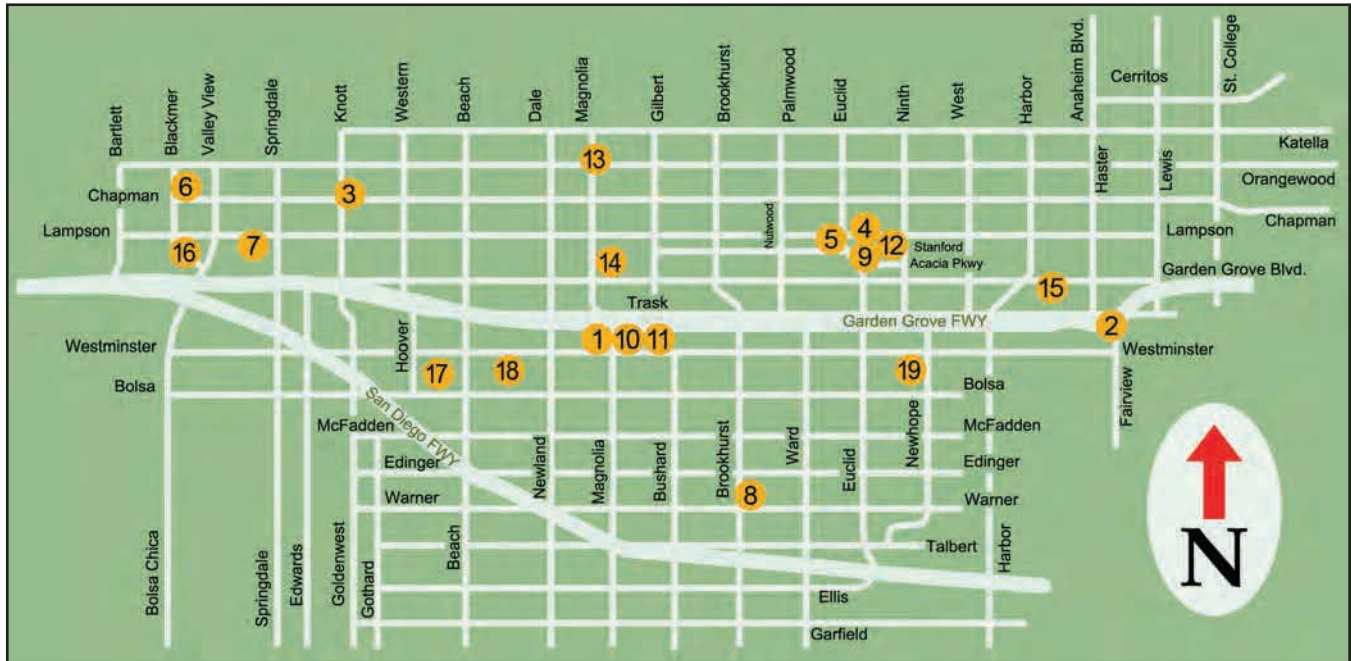 Bartlett
Blackmer
Valley View
Springdale
Knott
Western
Beach
Dale
Magnolia
Gilbert
Brookhurst
Palmwood
Euclid
Ninth
West
Harbor
Anaheim Blvd.
Cerritos
St. College
Katella
13
Orangewood
Haster
Lewis
6
3
Chapman
Chapman
Lampson
Nutwood
4
5
12
Lampson
16
7
9
Stanford
Acacia Pkwy
14
Garden Grove Blvd.
15
Trask
Garden Grove FWY
2
1
10
11
Westminster
Westminster
Hoover
17
18
19
Bolsa
Bolsa
Fairview
San Diego FWY
McFadden
McFadden
Newhope
Edinger
Edinger
Newland
Magnolia
Bushard
Brookhurst
Ward
Euclid
8
Warner
Warner
Talbert
Bolsa Chica
Springdale
Edwards
Goldenwest
Gothard
Beach
Harbor
Ellis
Garfield
N